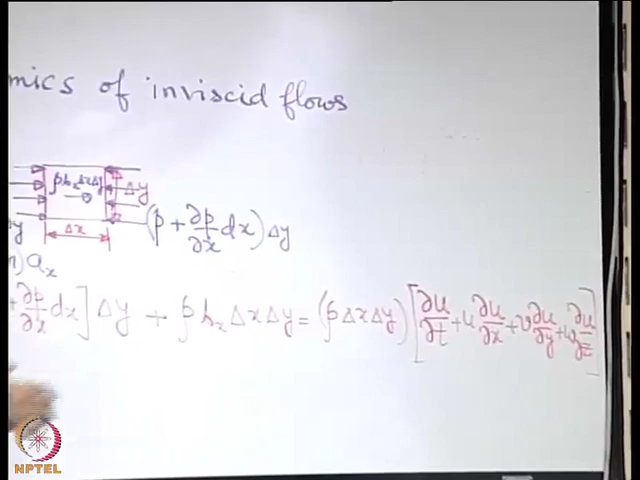 mics of inviscid flows
ρb_x Δx Δy
Δy
Δx
(p + ∂p/∂x dx) Δy
y
) a_x
+ ∂p/∂x dx] Δy + ρ b_x Δx Δy = (ρ Δx Δy) [∂u/∂t + u ∂u/∂x + v ∂u/∂y + w ∂u/∂z]
NPTEL